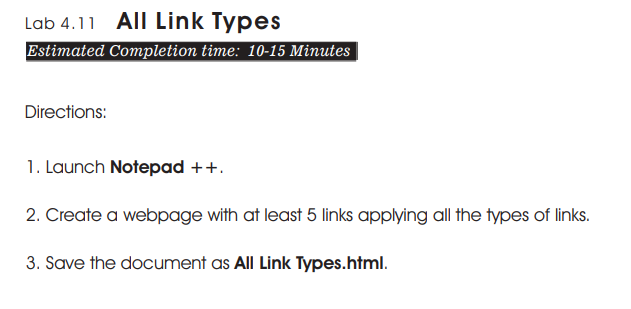 Lab 4.11 All Link Types
Estimated Completion time: 10-15 Minutes
Directions:
1. Launch Notepad ++.
2. Create a webpage with at least 5 links applying all the types of links.
3. Save the document as All Link Types.html.